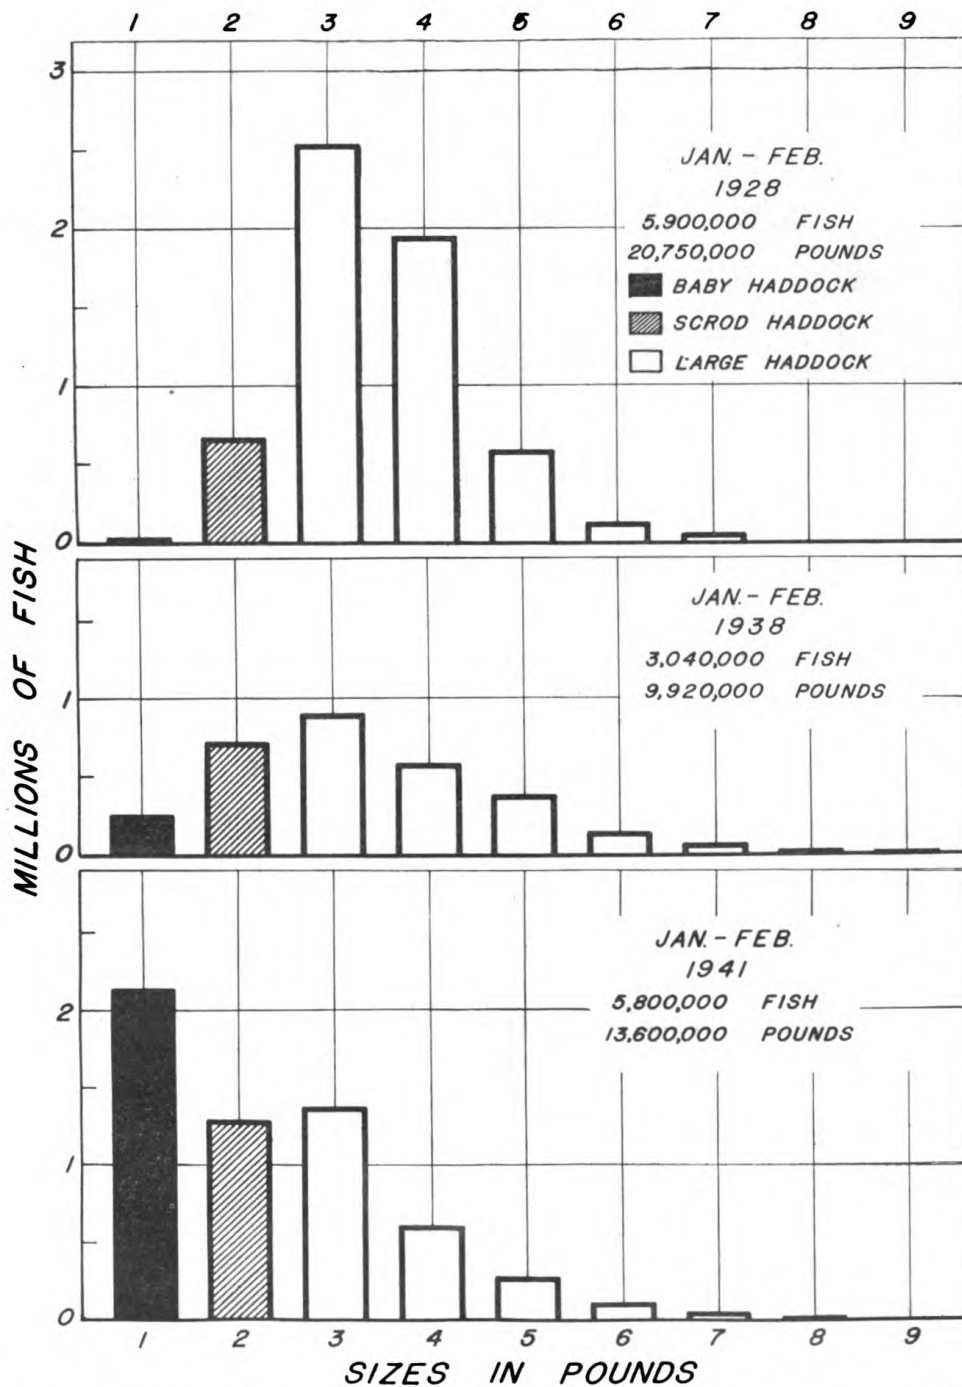 1 2 3 4 5 6 7 8 9
3
2
1
0
JAN. - FEB.
1928
5,900,000 FISH
20,750,000 POUNDS
BABY HADDOCK
SCROD HADDOCK
LARGE HADDOCK
MILLIONS OF FISH
1
0
JAN. - FEB.
1938
3,040,000 FISH
9,920,000 POUNDS
2
1
0
JAN. - FEB.
1941
5,800,000 FISH
13,600,000 POUNDS
1 2 3 4 5 6 7 8 9
SIZES IN POUNDS